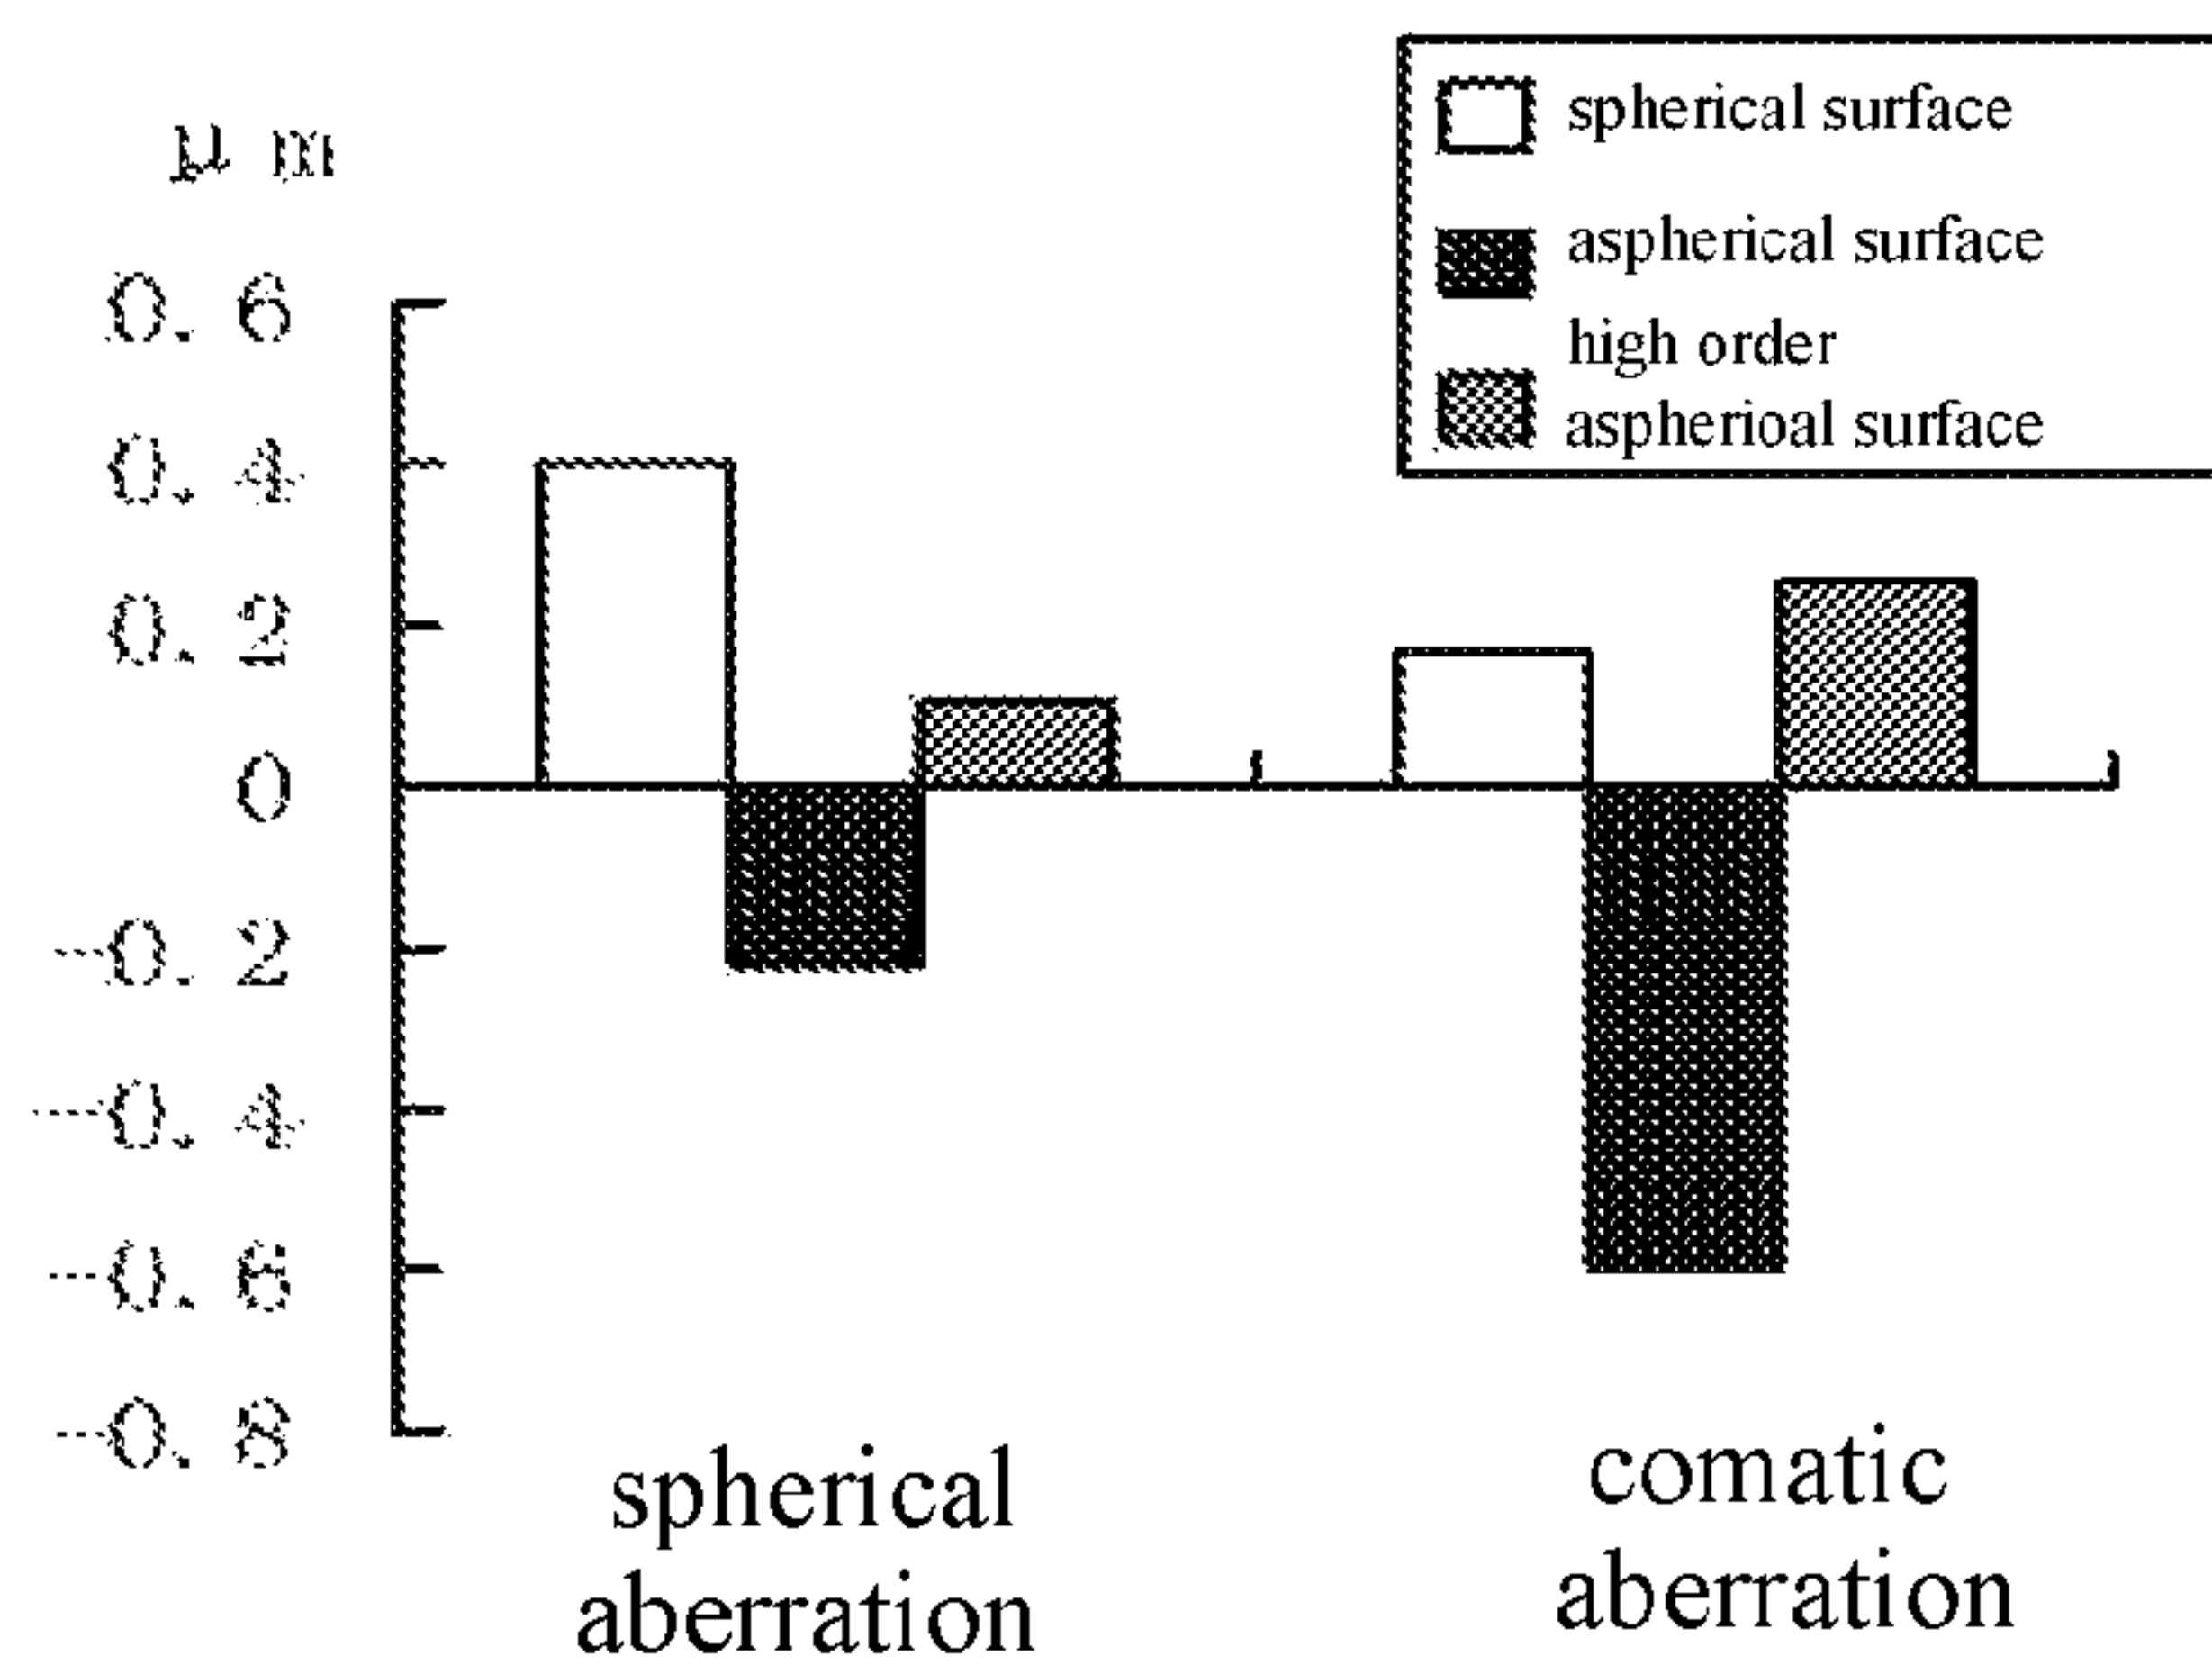 μ m
spherical surface
aspherical surface
high order
aspherioal surface
0. 6
0. 4
0. 2
0
-0. 2
-0. 4
-0. 6
-0. 8
spherical
aberration
comatic
aberration